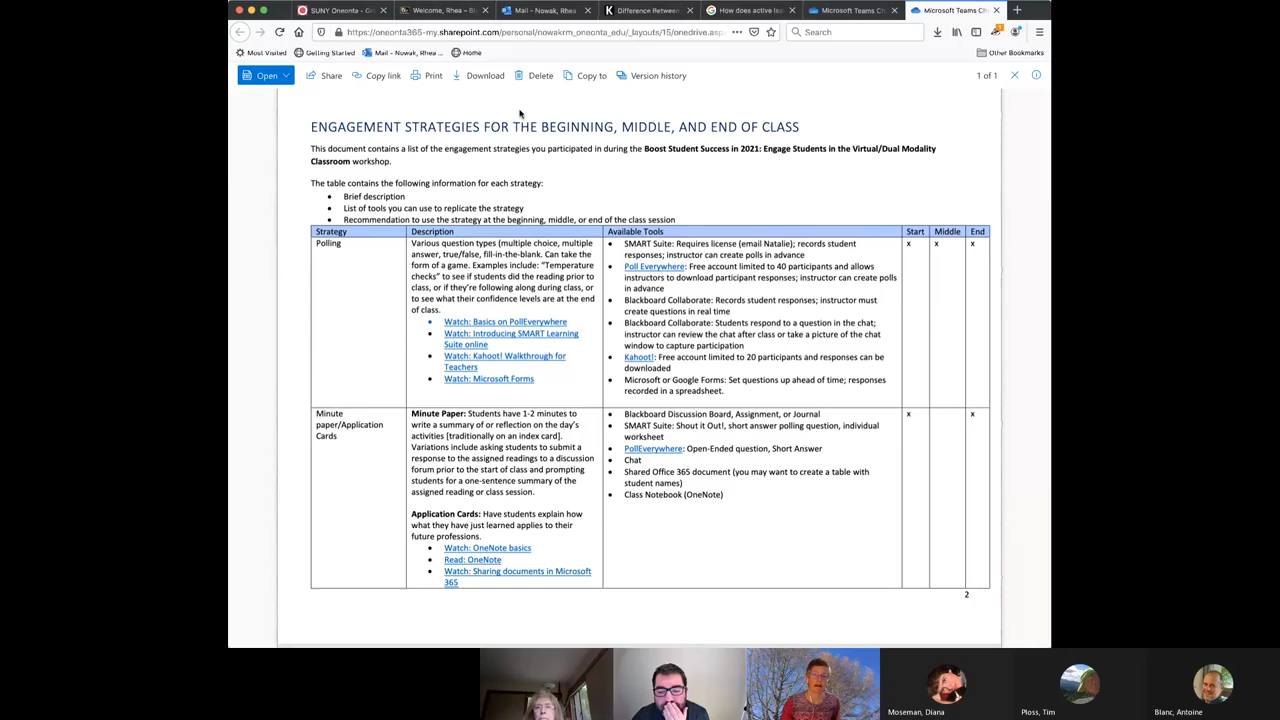 SUNY Oneonta - Gr
Welcome, Rhea – Bl
Mail - Nowak, Rhea
Difference Between
How does active lea
Microsoft Teams Ch
Microsoft Teams Ch
https://oneonta365-my.sharepoint.com/personal/nowakrm_oneonta_edu/_layouts/15/onedrive.asp
Search
Most Visited
Getting Started
Mail - Nowak, Rhea ...
Home
Other Bookmarks
Open
Share
Copy link
Print
Download
Delete
Copy to
Version history
1 of 1
ENGAGEMENT STRATEGIES FOR THE BEGINNING, MIDDLE, AND END OF CLASS
This document contains a list of the engagement strategies you participated in during the Boost Student Success in 2021: Engage Students in the Virtual/Dual Modality
Classroom workshop.
The table contains the following information for each strategy:
• Brief description
• List of tools you can use to replicate the strategy
• Recommendation to use the strategy at the beginning, middle, or end of the class session
Strategy Description Available Tools Start Middle End
Polling
Various question types (multiple choice, multiple
answer, true/false, fill-in-the-blank. Can take the
form of a game. Examples include: “Temperature
checks” to see if students did the reading prior to
class, or if they’re following along during class, or
to see what their confidence levels are at the end
of class.
• Watch: Basics on PollEverywhere
• Watch: Introducing SMART Learning
Suite online
• Watch: Kahoot! Walkthrough for
Teachers
• Watch: Microsoft Forms
• SMART Suite: Requires license (email Natalie); records student
responses; instructor can create polls in advance
• Poll Everywhere: Free account limited to 40 participants and allows
instructors to download participant responses; instructor can create polls
in advance
• Blackboard Collaborate: Records student responses; instructor must
create questions in real time
• Blackboard Collaborate: Students respond to a question in the chat;
instructor can review the chat after class or take a picture of the chat
window to capture participation
• Kahoot!: Free account limited to 20 participants and responses can be
downloaded
• Microsoft or Google Forms: Set questions up ahead of time; responses
recorded in a spreadsheet.
x x x
Minute
paper/Application
Cards
Minute Paper: Students have 1-2 minutes to
write a summary of or reflection on the day’s
activities [traditionally on an index card].
Variations include asking students to submit a
response to the assigned readings to a discussion
forum prior to the start of class and prompting
students for a one-sentence summary of the
assigned reading or class session.
Application Cards: Have students explain how
what they have just learned applies to their
future professions.
• Watch: OneNote basics
• Read: OneNote
• Watch: Sharing documents in Microsoft
365
• Blackboard Discussion Board, Assignment, or Journal
• SMART Suite: Shout it Out!, short answer polling question, individual
worksheet
• PollEverywhere: Open-Ended question, Short Answer
• Chat
• Shared Office 365 document (you may want to create a table with
student names)
• Class Notebook (OneNote)
x x
2
Moseman, Diana
Ploss, Tim
Blanc, Antoine